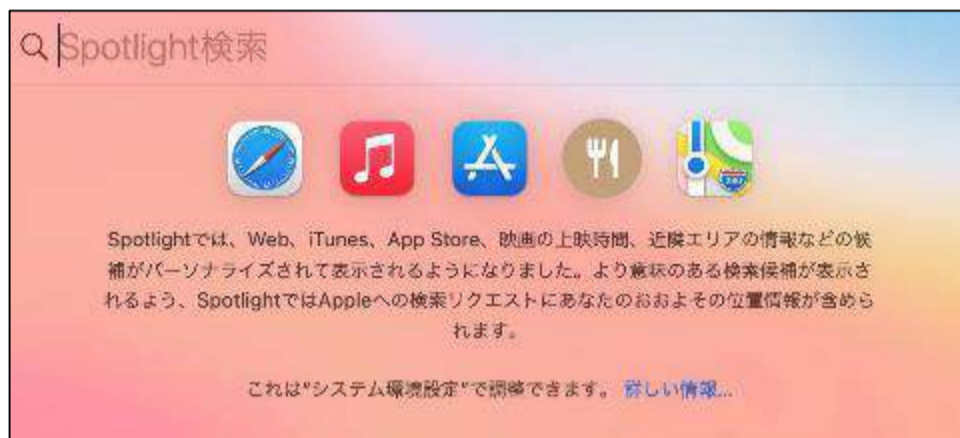 Spotlight検索
Spotlightでは、Web、iTunes、App Store、映画の上映時間、近隣エリアの情報などの候
補がパーソナライズされて表示されるようになりました。より意味のある検索候補が表示さ
れるよう、SpotlightではAppleへの検索リクエストにあなたのおおよその位置情報が含めら
れます。
これは"システム環境設定"で調整できます。 詳しい情報...